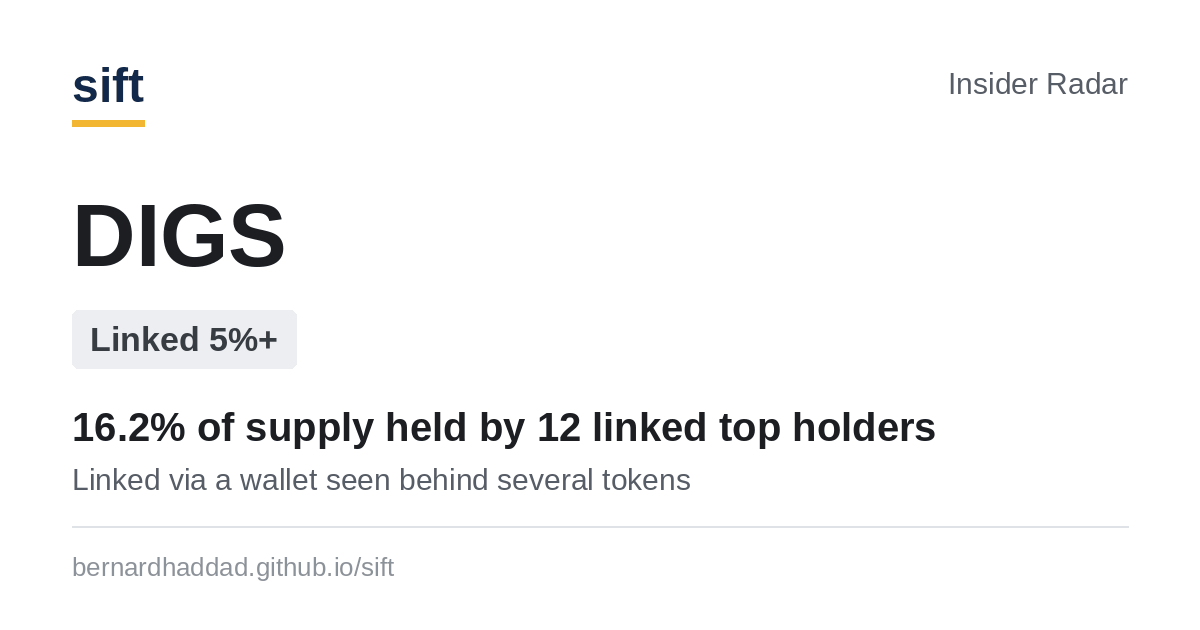 sift
Insider Radar
DIGS
Linked 5%+
16.2% of supply held by 12 linked top holders
Linked via a wallet seen behind several tokens
bernardhaddad.github.io/sift